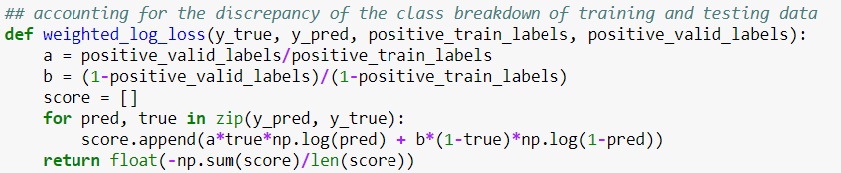 ## accounting for the discrepancy of the class breakdown of training and testing data
def weighted_log_loss(y_true, y_pred, positive_train_labels, positive_valid_labels):
    a = positive_valid_labels/positive_train_labels
    b = (1-positive_valid_labels)/(1-positive_train_labels)
    score = []
    for pred, true in zip(y_pred, y_true):
        score.append(a*true*np.log(pred) + b*(1-true)*np.log(1-pred))
    return float(-np.sum(score)/len(score))